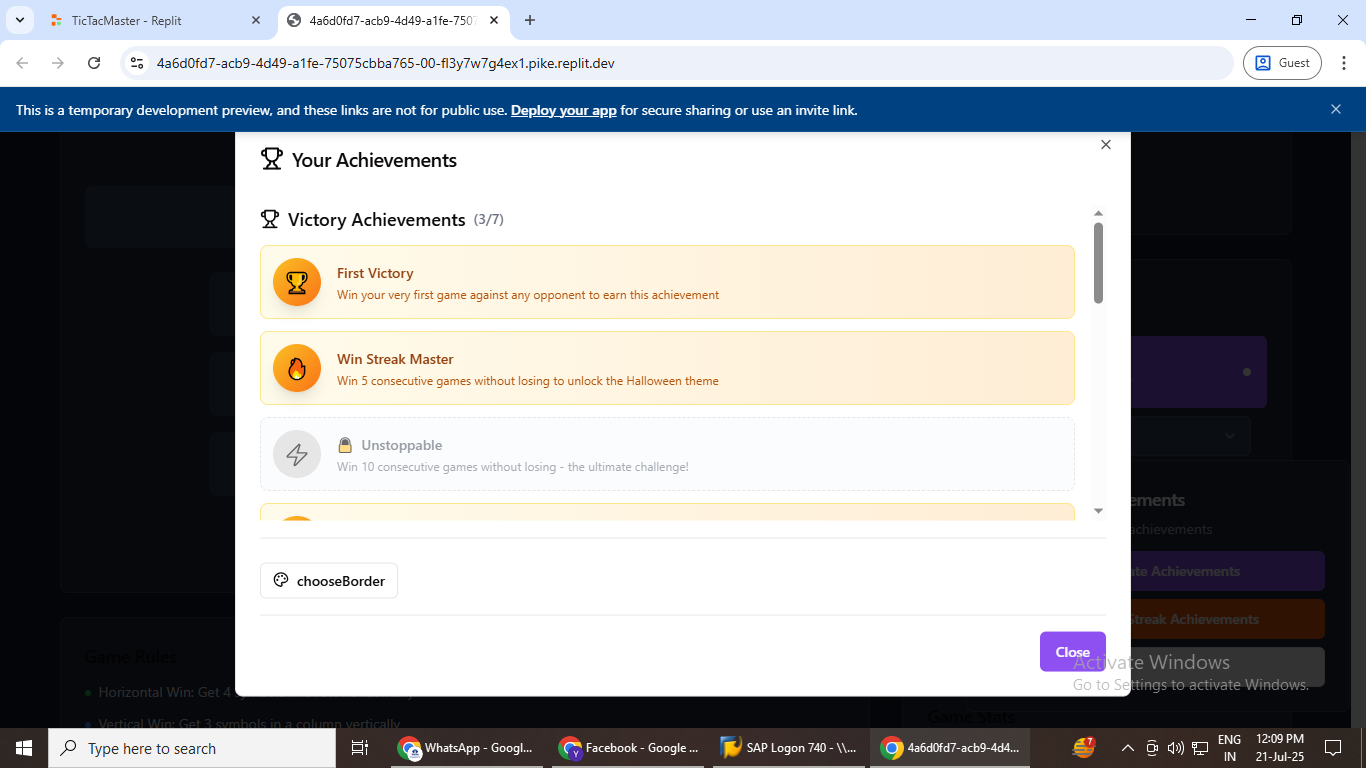 TicTacMaster - Replit
4a6d0fd7-acb9-4d49-a1fe-7507
4a6d0fd7-acb9-4d49-a1fe-75075cbba765-00-fl3y7w7g4ex1.pike.replit.dev
Guest
This is a temporary development preview, and these links are not for public use. Deploy your app for secure sharing or use an invite link.
Your Achievements
Victory Achievements (3/7)
First Victory
Win your very first game against any opponent to earn this achievement
Win Streak Master
Win 5 consecutive games without losing to unlock the Halloween theme
Unstoppable
Win 10 consecutive games without losing - the ultimate challenge!
ements
achievements
te Achievements
Streak Achievements
chooseBorder
Close
Activate Windows
Go to Settings to activate Windows.
Game Rules
Horizontal Win: Get 4
Vertical Win: Get 3 symbols in a column vertically
Game Stats
Type here to search
WhatsApp - Googl...
Facebook - Google ...
SAP Logon 740 - \\...
4a6d0fd7-acb9-4d4...
7
ENG
IN
12:09 PM
21-Jul-25